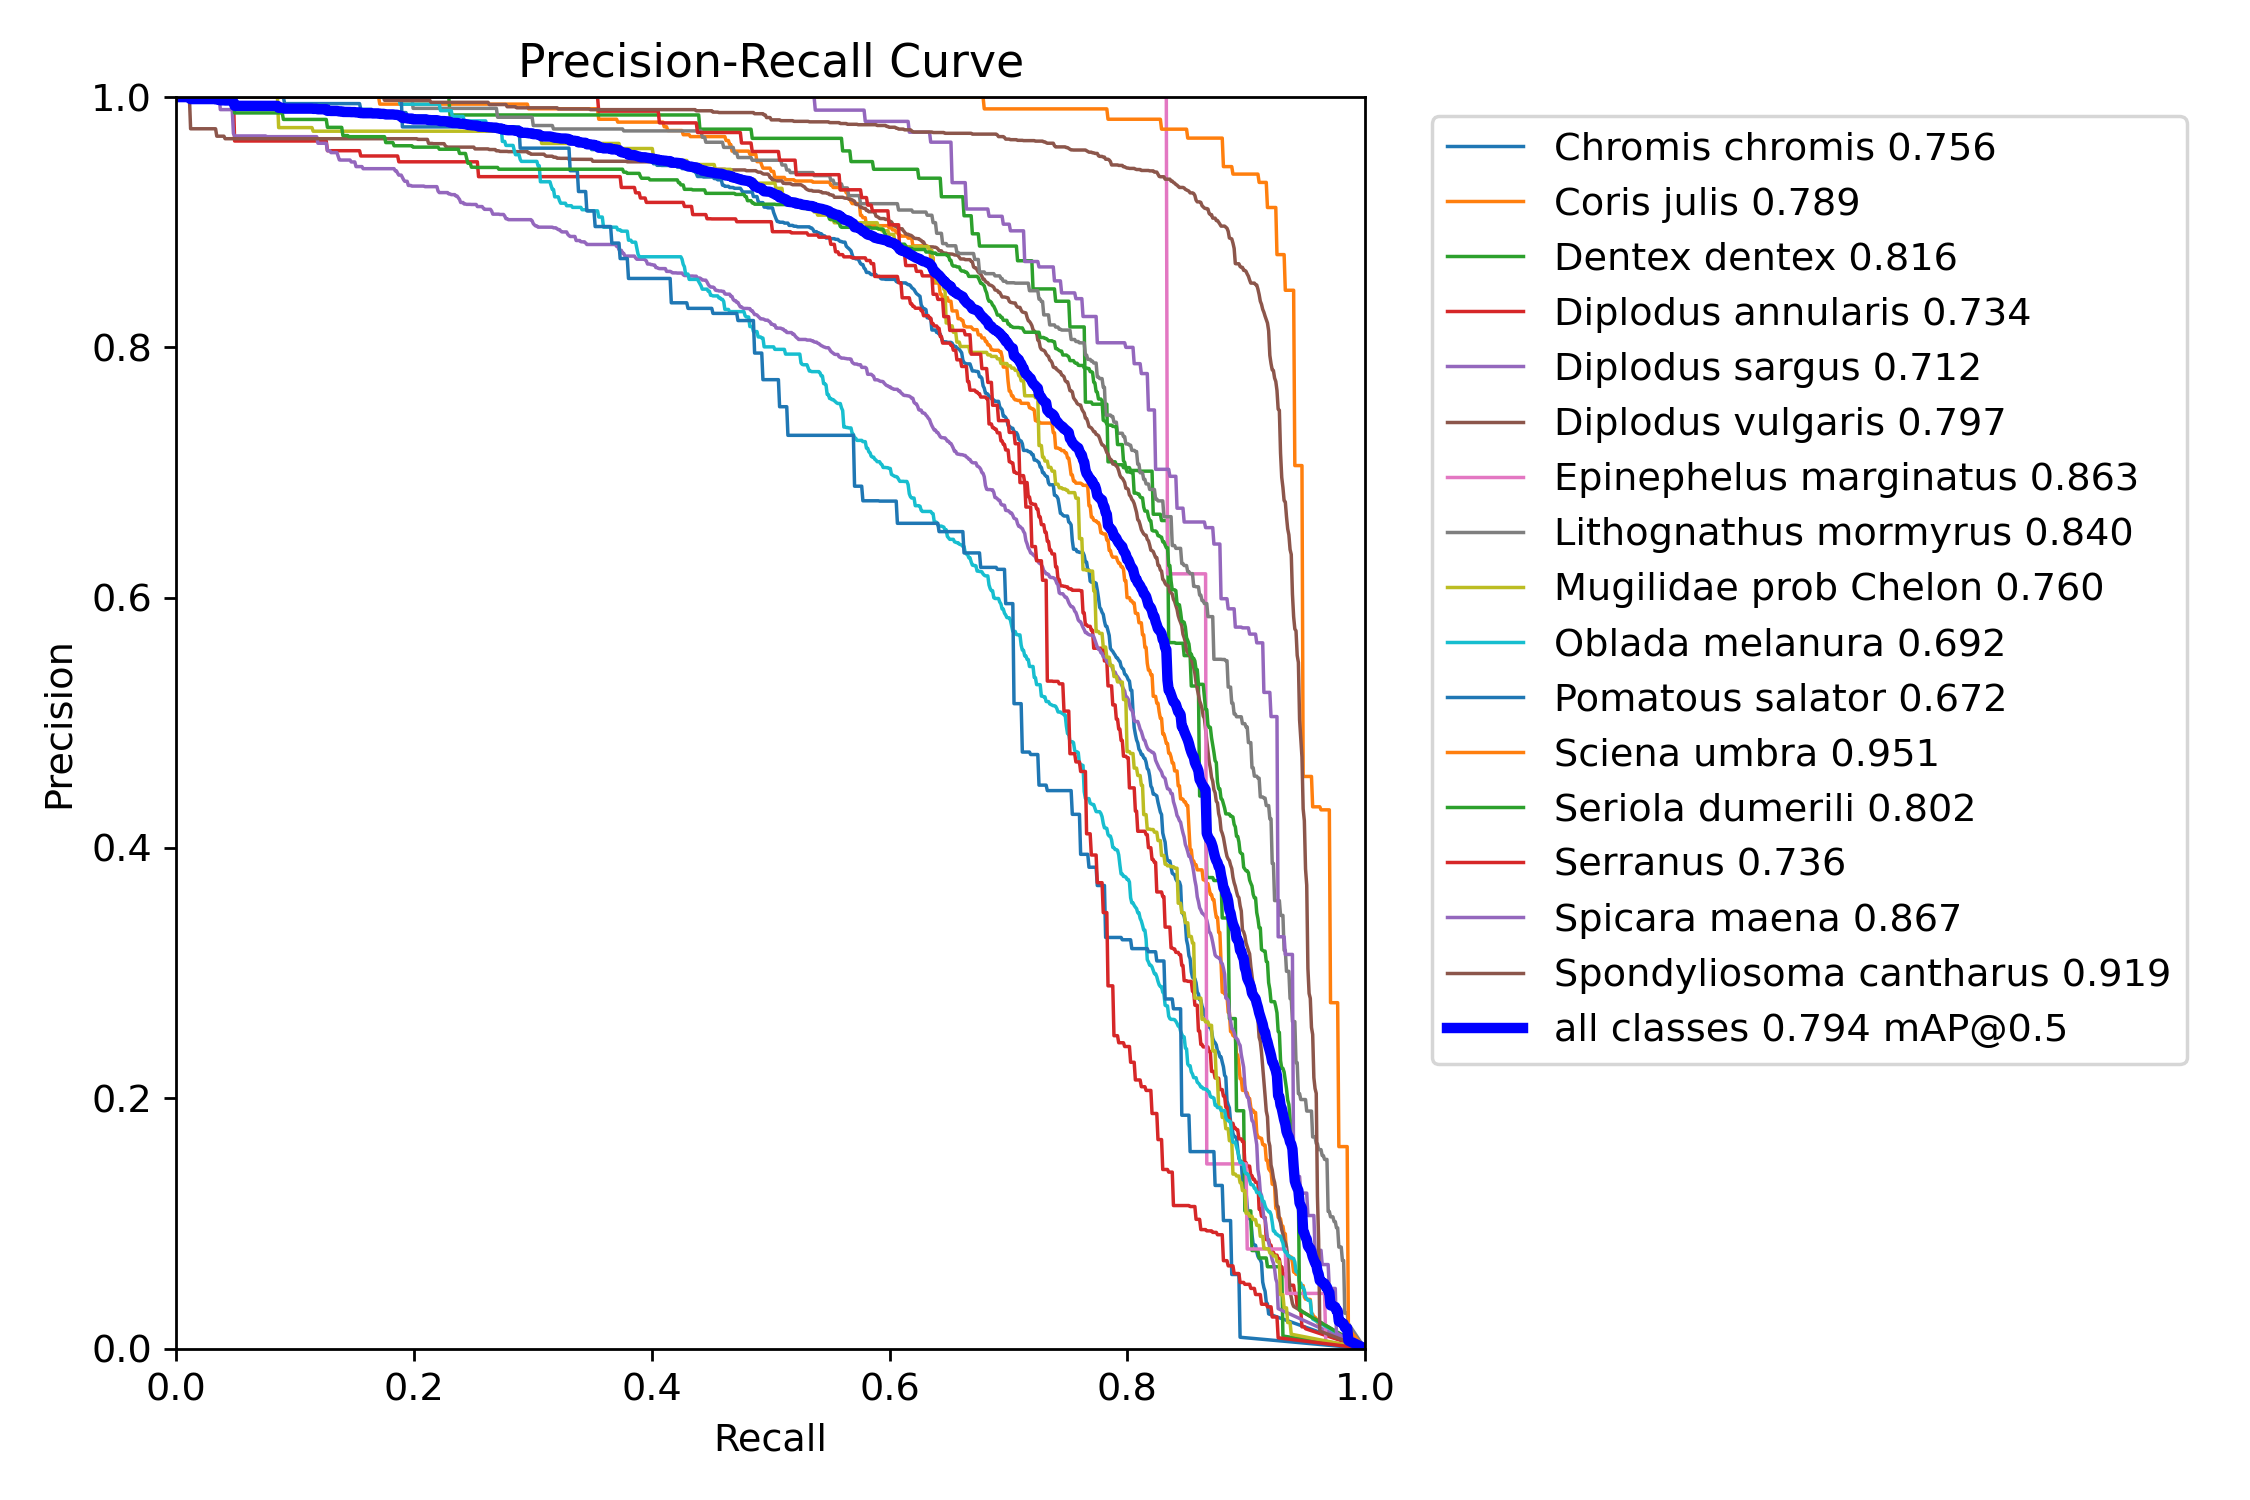 Precision-Recall Curve
1.0
0.8
0.6
0.4
0.2
0.0
Precision
0.0 0.2 0.4 0.6 0.8 1.0
Recall
Chromis chromis 0.756
Coris julis 0.789
Dentex dentex 0.816
Diplodus annularis 0.734
Diplodus sargus 0.712
Diplodus vulgaris 0.797
Epinephelus marginatus 0.863
Lithognathus mormyrus 0.840
Mugilidae prob Chelon 0.760
Oblada melanura 0.692
Pomatous salator 0.672
Sciena umbra 0.951
Seriola dumerili 0.802
Serranus 0.736
Spicara maena 0.867
Spondyliosoma cantharus 0.919
all classes 0.794 mAP@0.5